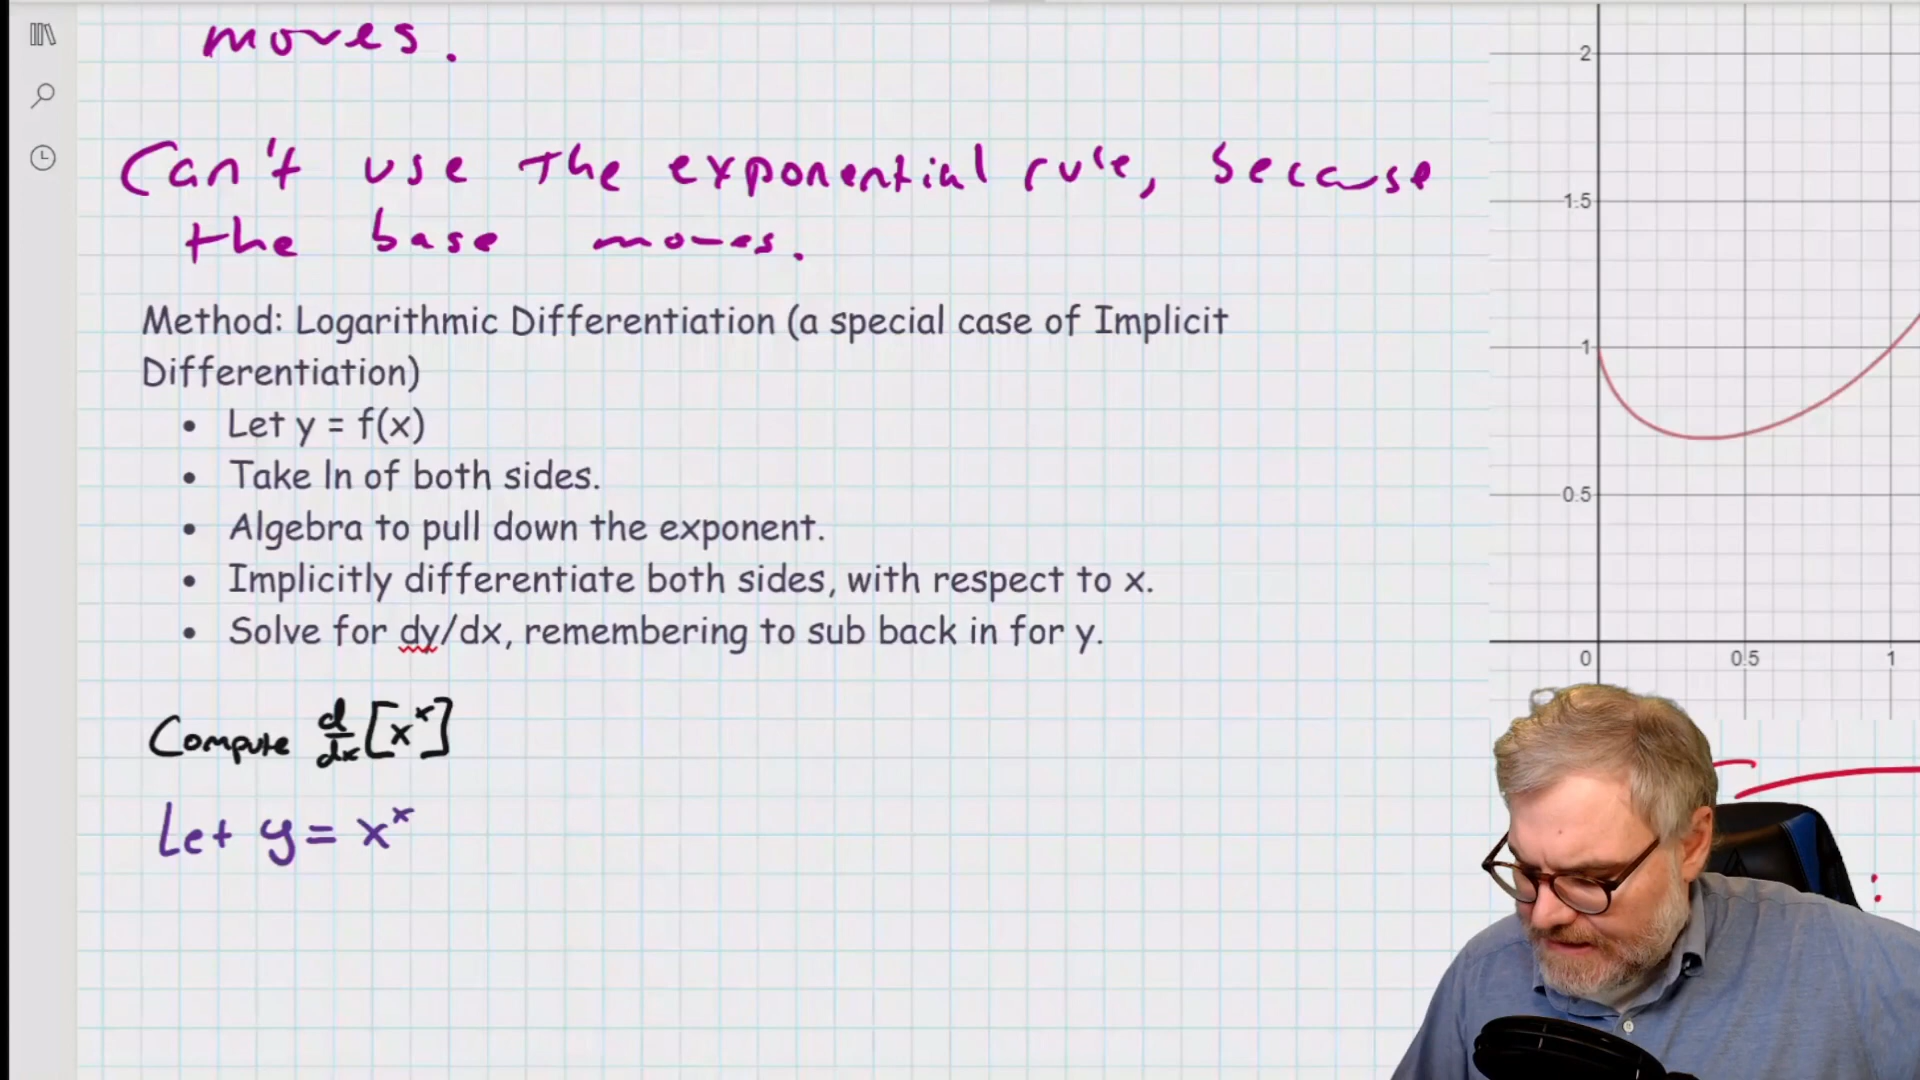 moves.
Can't use the exponential rule, because
the base moves.
Method: Logarithmic Differentiation (a special case of Implicit
Differentiation)
• Let y = f(x)
• Take ln of both sides.
• Algebra to pull down the exponent.
• Implicitly differentiate both sides, with respect to x.
• Solve for dy/dx, remembering to sub back in for y.
Compute d/dx [x^x]
Let y = x^x
2
1.5
1
0.5
0 0.5 1